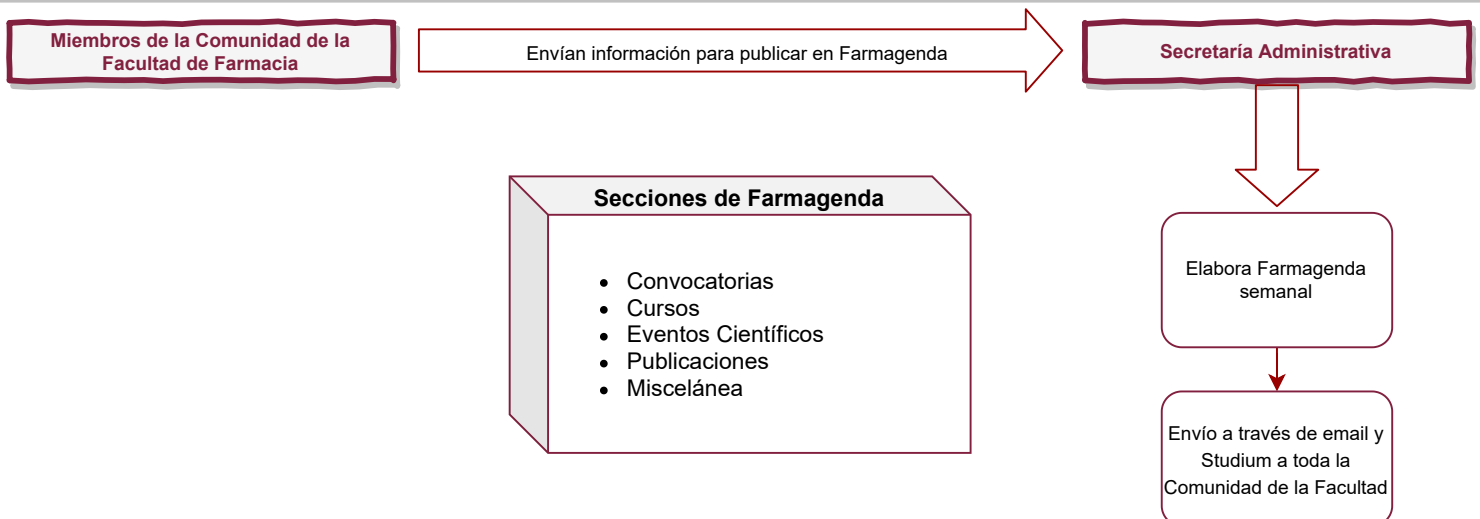 Miembros de la Comunidad de la
Facultad de Farmacia
Envían información para publicar en Farmagenda
Secretaría Administrativa
Secciones de Farmagenda
• Convocatorias
• Cursos
• Eventos Científicos
• Publicaciones
• Miscelánea
Elabora Farmagenda
semanal
Envío a través de email y
Studium a toda la
Comunidad de la Facultad